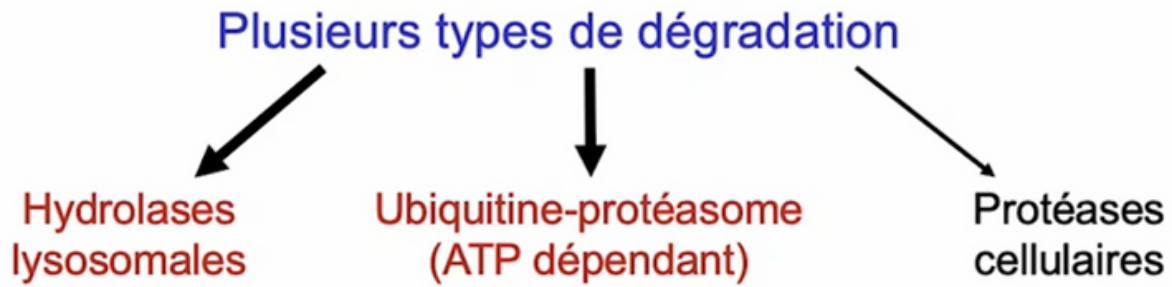 Plusieurs types de dégradation
Hydrolases
lysosomales
Ubiquitine-protéasome
(ATP dépendant)
Protéases
cellulaires